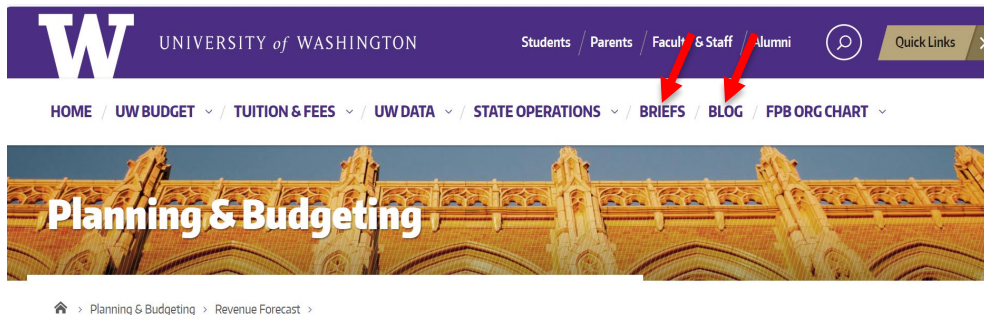 W UNIVERSITY of WASHINGTON Students / Parents / Faculty & Staff / Alumni Quick Links
HOME / UW BUDGET / TUITION & FEES / UW DATA / STATE OPERATIONS / BRIEFS / BLOG / FPB ORG CHART
Planning & Budgeting
> Planning & Budgeting > Revenue Forecast >